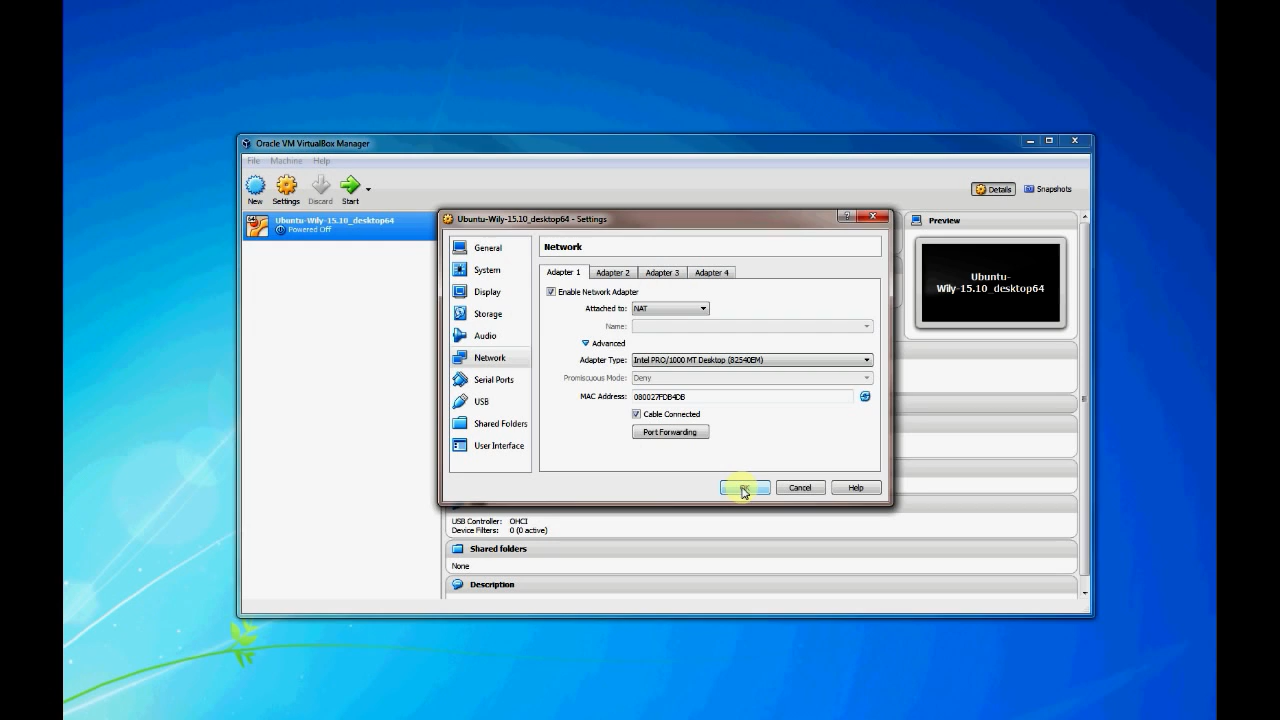 Oracle VM VirtualBox Manager
File Machine Help
New Settings Discard Start
Details Snapshots
Ubuntu-Wily-15.10_desktop64
Powered Off
Ubuntu-Wily-15.10_desktop64 - Settings
General
System
Display
Storage
Audio
Network
Serial Ports
USB
Shared Folders
User Interface
Network
Adapter 1 Adapter 2 Adapter 3 Adapter 4
Enable Network Adapter
Attached to: NAT
Name:
Advanced
Adapter Type: Intel PRO/1000 MT Desktop (82540EM)
Promiscuous Mode: Deny
MAC Address: 080027FDB4DB
Cable Connected
Port Forwarding
OK Cancel Help
Preview
Ubuntu-
Wily-15.10_desktop64
USB Controller: OHCI
Device Filters: 0 (0 active)
Shared folders
None
Description